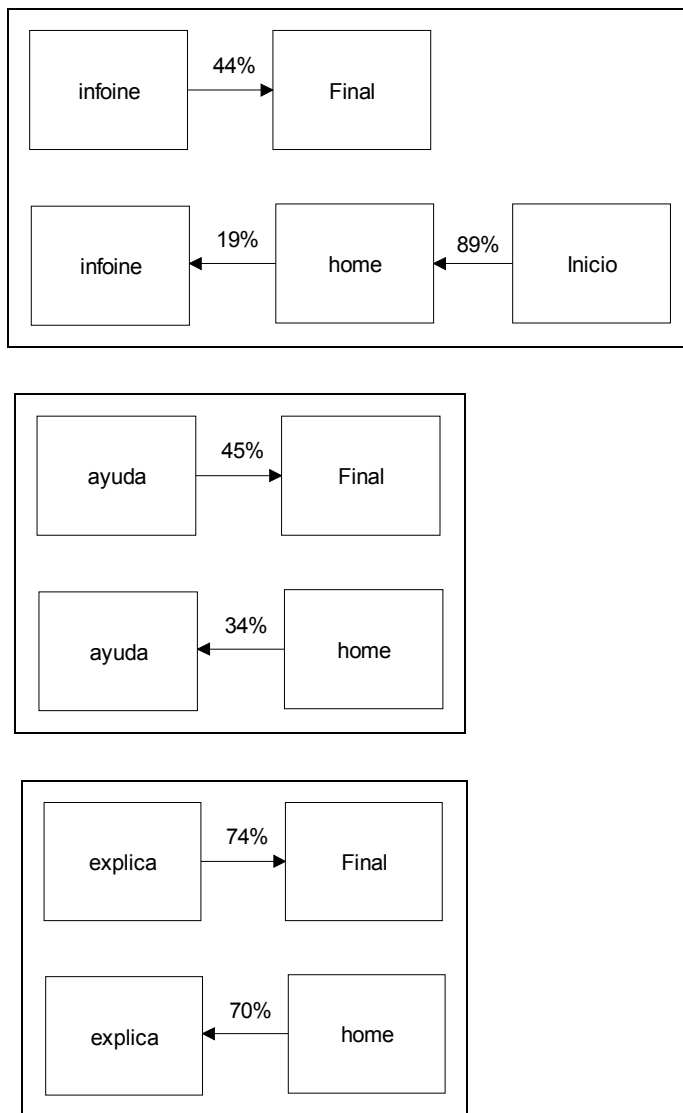 44%
infoine Final
19% 89%
infoine home Inicio
45%
ayuda Final
34%
ayuda home
74%
explica Final
70%
explica home